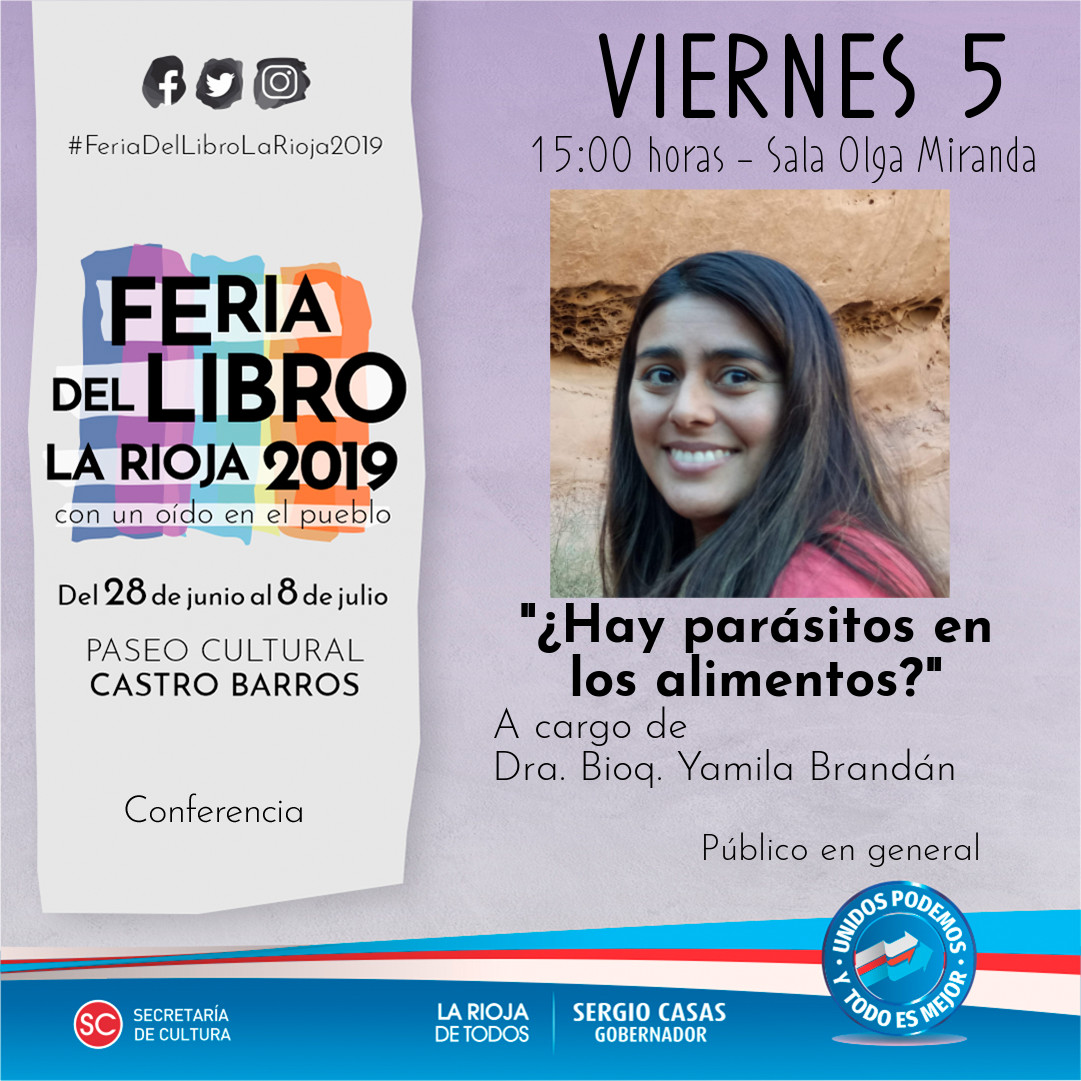 #FeriaDelLibroLaRioja2019
FERIA
DEL LIBRO
LA RIOJA 2019
con un oído en el pueblo
Del 28 de junio al 8 de julio
PASEO CULTURAL
CASTRO BARROS
Conferencia
VIERNES 5
15:00 horas – Sala Olga Miranda
"¿Hay parásitos en
los alimentos?"
A cargo de
Dra. Bioq. Yamila Brandán
Público en general
· UNIDOS PODEMOS ·
Y TODO ES MEJOR
SC
SECRETARÍA
DE CULTURA
LA RIOJA
DE TODOS
SERGIO CASAS
GOBERNADOR